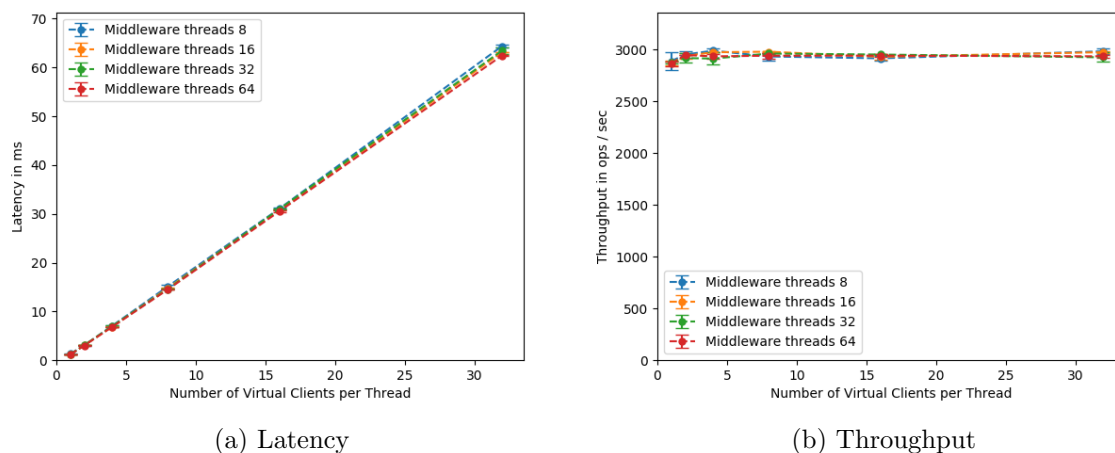 70
60
50
40
30
20
10
0
Latency in ms
0 5 10 15 20 25 30
Number of Virtual Clients per Thread
Middleware threads 8
Middleware threads 16
Middleware threads 32
Middleware threads 64
(a) Latency
3000
2500
2000
1500
1000
500
0
Throughput in ops / sec
0 5 10 15 20 25 30
Number of Virtual Clients per Thread
Middleware threads 8
Middleware threads 16
Middleware threads 32
Middleware threads 64
(b) Throughput